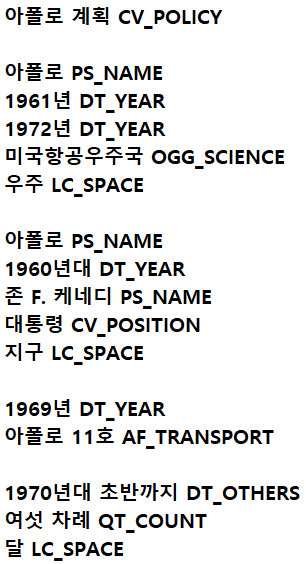 아폴로 계획 CV_POLICY
아폴로 PS_NAME
1961년 DT_YEAR
1972년 DT_YEAR
미국항공우주국 OGG_SCIENCE
우주 LC_SPACE
아폴로 PS_NAME
1960년대 DT_YEAR
존 F. 케네디 PS_NAME
대통령 CV_POSITION
지구 LC_SPACE
1969년 DT_YEAR
아폴로 11호 AF_TRANSPORT
1970년대 초반까지 DT_OTHERS
여섯 차례 QT_COUNT
달 LC_SPACE